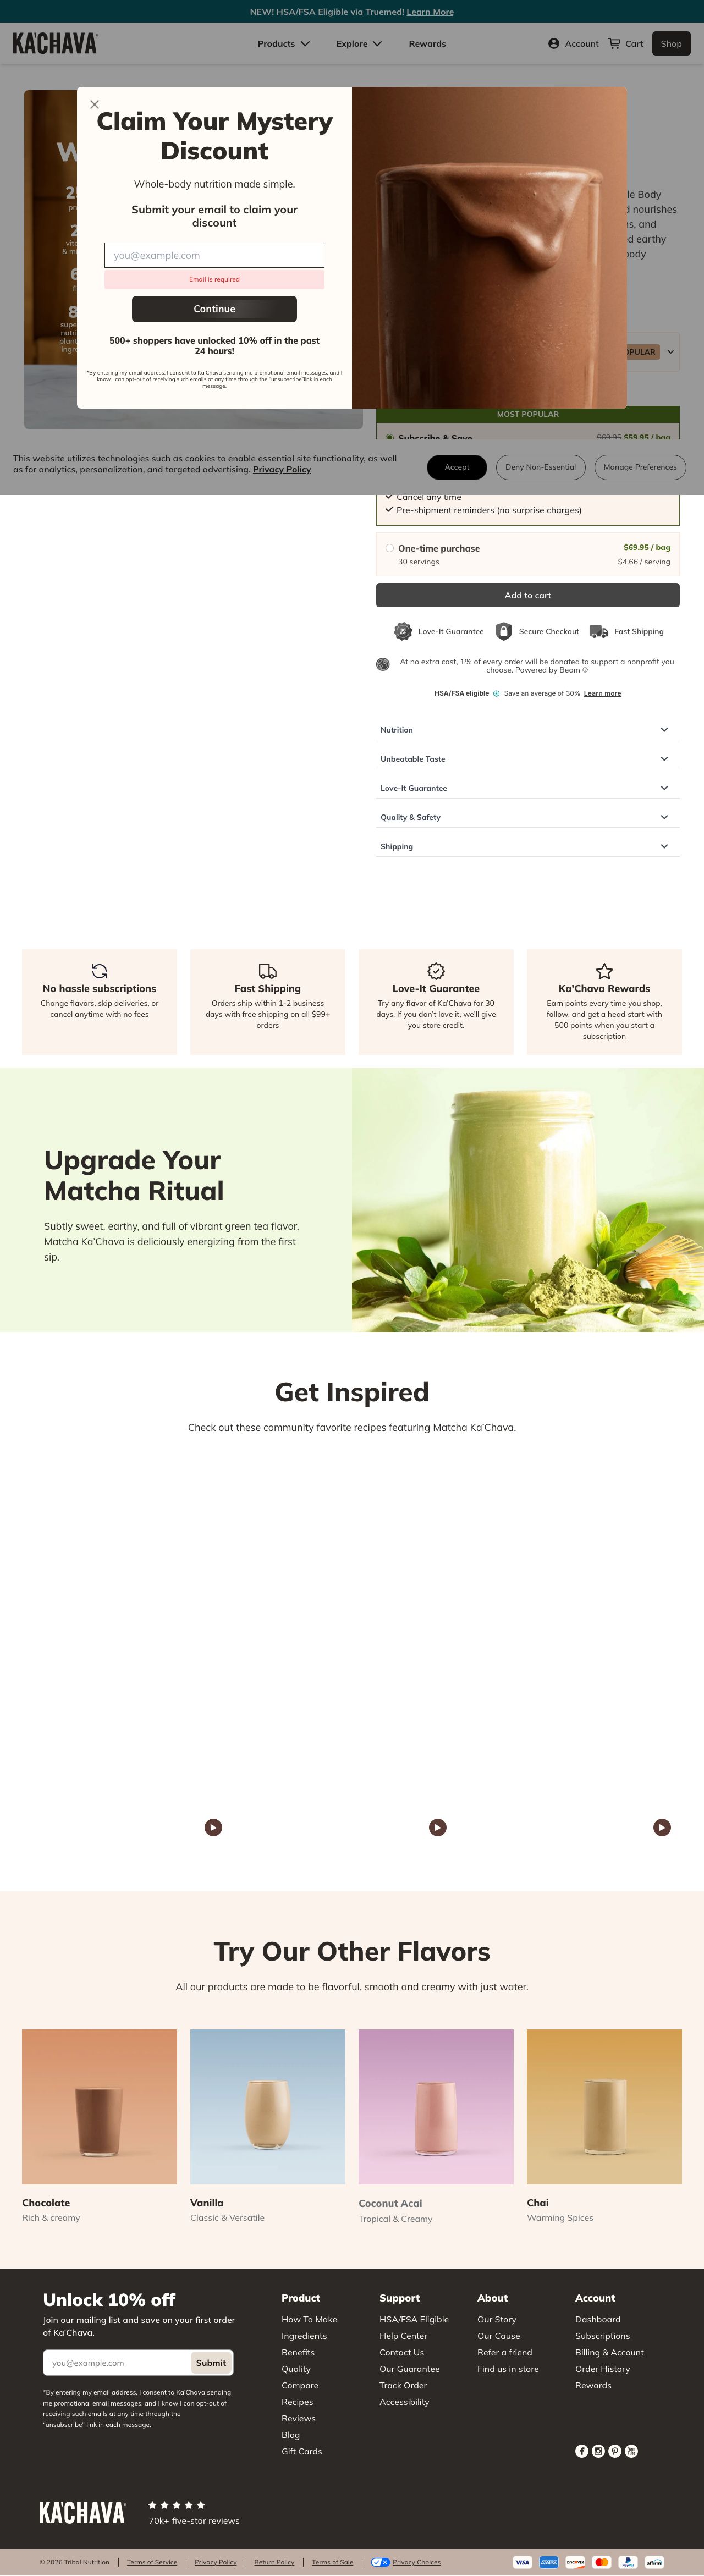 NEW! HSA/FSA Eligible via Truemed! Learn More
KA'CHAVA
Products
Explore
Rewards
Account
Cart
Shop
Claim Your Mystery
Discount
Whole-body nutrition made simple.
Submit your email to claim your
discount
you@example.com
Email is required
Continue
500+ shoppers have unlocked 10% off in the past
24 hours!
*By entering my email address, I consent to Ka'Chava sending me promotional email messages, and I
know I can opt-out of receiving such emails at any time through the "unsubscribe"link in each
message.
Body
nourishes
and
earthy
body
MOST POPULAR
Subscribe & Save
$69.95 $59.95 / bag
This website utilizes technologies such as cookies to enable essential site functionality, as well
as for analytics, personalization, and targeted advertising. Privacy Policy
Accept
Deny Non-Essential
Manage Preferences
Cancel any time
Pre-shipment reminders (no surprise charges)
One-time purchase
$69.95 / bag
30 servings
$4.66 / serving
Add to cart
Love-It Guarantee
Secure Checkout
Fast Shipping
At no extra cost, 1% of every order will be donated to support a nonprofit you
choose. Powered by Beam
HSA/FSA eligible
Save an average of 30% Learn more
Nutrition
Unbeatable Taste
Love-It Guarantee
Quality & Safety
Shipping
No hassle subscriptions
Change flavors, skip deliveries, or
cancel anytime with no fees
Fast Shipping
Orders ship within 1-2 business
days with free shipping on all $99+
orders
Love-It Guarantee
Try any flavor of Ka'Chava for 30
days. If you don't love it, we'll give
you store credit.
Ka'Chava Rewards
Earn points every time you shop,
follow, and get a head start with
500 points when you start a
subscription
Upgrade Your
Matcha Ritual
Subtly sweet, earthy, and full of vibrant green tea flavor,
Matcha Ka'Chava is deliciously energizing from the first
sip.
Get Inspired
Check out these community favorite recipes featuring Matcha Ka'Chava.
Try Our Other Flavors
All our products are made to be flavorful, smooth and creamy with just water.
Chocolate
Rich & creamy
Vanilla
Classic & Versatile
Coconut Acai
Tropical & Creamy
Chai
Warming Spices
Unlock 10% off
Join our mailing list and save on your first order
of Ka'Chava.
you@example.com
Submit
*By entering my email address, I consent to Ka'Chava sending
me promotional email messages, and I know I can opt-out of
receiving such emails at any time through the
"unsubscribe" link in each message.
Product
How To Make
Ingredients
Benefits
Quality
Compare
Recipes
Reviews
Blog
Gift Cards
Support
HSA/FSA Eligible
Help Center
Contact Us
Our Guarantee
Track Order
Accessibility
About
Our Story
Our Cause
Refer a friend
Find us in store
Account
Dashboard
Subscriptions
Billing & Account
Order History
Rewards
KA'CHAVA
70k+ five-star reviews
© 2026 Tribal Nutrition
Terms of Service
Privacy Policy
Return Policy
Terms of Sale
Privacy Choices
VISA
DISCOVER
PayPal
affirm